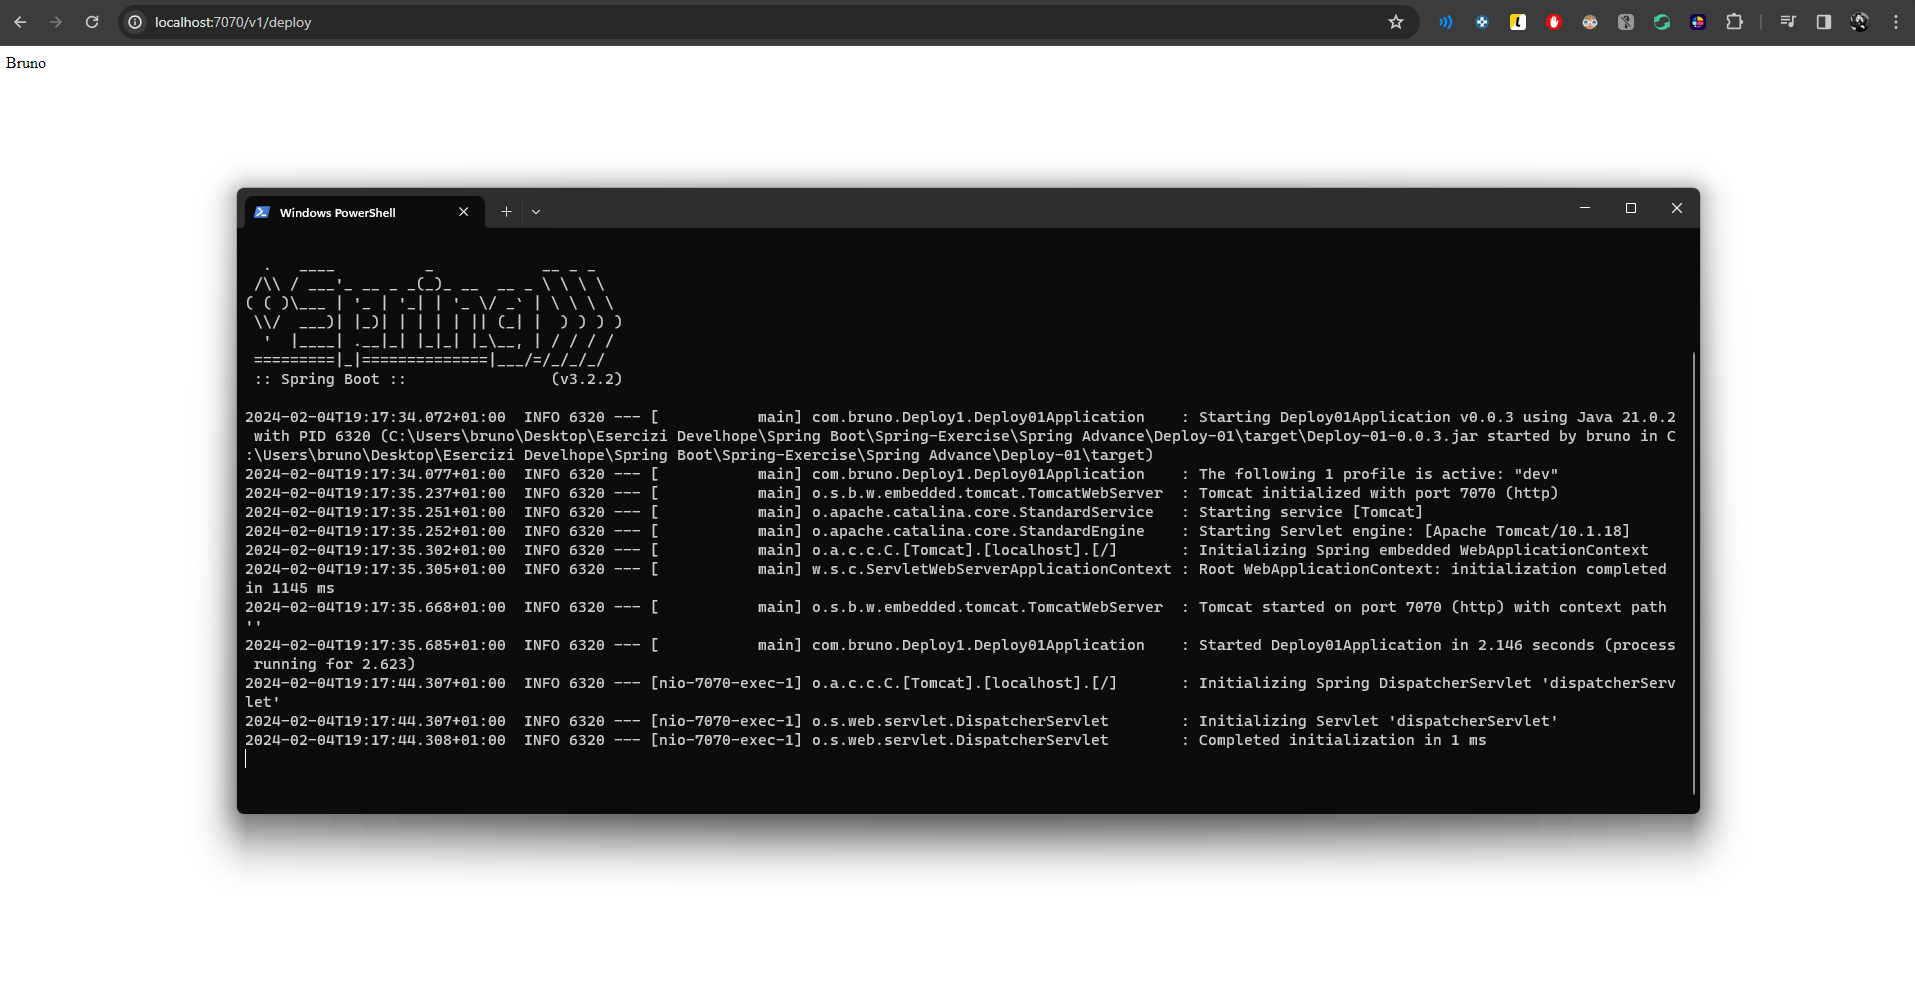 localhost:7070/v1/deploy
Bruno
Windows PowerShell
  .   ____          _            __ _ _
 /\\ / ___'_ __ _ _(_)_ __  __ _ \ \ \ \
( ( )\___ | '_ | '_| | '_ \/ _` | \ \ \ \
 \\/  ___)| |_)| | | | | || (_| |  ) ) ) )
  '  |____| .__|_| |_|_| |_\__, | / / / /
 =========|_|==============|___/=/_/_/_/
 :: Spring Boot ::                (v3.2.2)
2024-02-04T19:17:34.072+01:00  INFO 6320 --- [           main] com.bruno.Deploy1.Deploy01Application    : Starting Deploy01Application v0.0.3 using Java 21.0.2
 with PID 6320 (C:\Users\bruno\Desktop\Esercizi Develhope\Spring Boot\Spring-Exercise\Spring Advance\Deploy-01\target\Deploy-01-0.0.3.jar started by bruno in C
:\Users\bruno\Desktop\Esercizi Develhope\Spring Boot\Spring-Exercise\Spring Advance\Deploy-01\target)
2024-02-04T19:17:34.077+01:00  INFO 6320 --- [           main] com.bruno.Deploy1.Deploy01Application    : The following 1 profile is active: "dev"
2024-02-04T19:17:35.237+01:00  INFO 6320 --- [           main] o.s.b.w.embedded.tomcat.TomcatWebServer  : Tomcat initialized with port 7070 (http)
2024-02-04T19:17:35.251+01:00  INFO 6320 --- [           main] o.apache.catalina.core.StandardService   : Starting service [Tomcat]
2024-02-04T19:17:35.252+01:00  INFO 6320 --- [           main] o.apache.catalina.core.StandardEngine    : Starting Servlet engine: [Apache Tomcat/10.1.18]
2024-02-04T19:17:35.302+01:00  INFO 6320 --- [           main] o.a.c.c.C.[Tomcat].[localhost].[/]       : Initializing Spring embedded WebApplicationContext
2024-02-04T19:17:35.305+01:00  INFO 6320 --- [           main] w.s.c.ServletWebServerApplicationContext : Root WebApplicationContext: initialization completed
in 1145 ms
2024-02-04T19:17:35.668+01:00  INFO 6320 --- [           main] o.s.b.w.embedded.tomcat.TomcatWebServer  : Tomcat started on port 7070 (http) with context path
''
2024-02-04T19:17:35.685+01:00  INFO 6320 --- [           main] com.bruno.Deploy1.Deploy01Application    : Started Deploy01Application in 2.146 seconds (process
 running for 2.623)
2024-02-04T19:17:44.307+01:00  INFO 6320 --- [nio-7070-exec-1] o.a.c.c.C.[Tomcat].[localhost].[/]       : Initializing Spring DispatcherServlet 'dispatcherServ
let'
2024-02-04T19:17:44.307+01:00  INFO 6320 --- [nio-7070-exec-1] o.s.web.servlet.DispatcherServlet        : Initializing Servlet 'dispatcherServlet'
2024-02-04T19:17:44.308+01:00  INFO 6320 --- [nio-7070-exec-1] o.s.web.servlet.DispatcherServlet        : Completed initialization in 1 ms